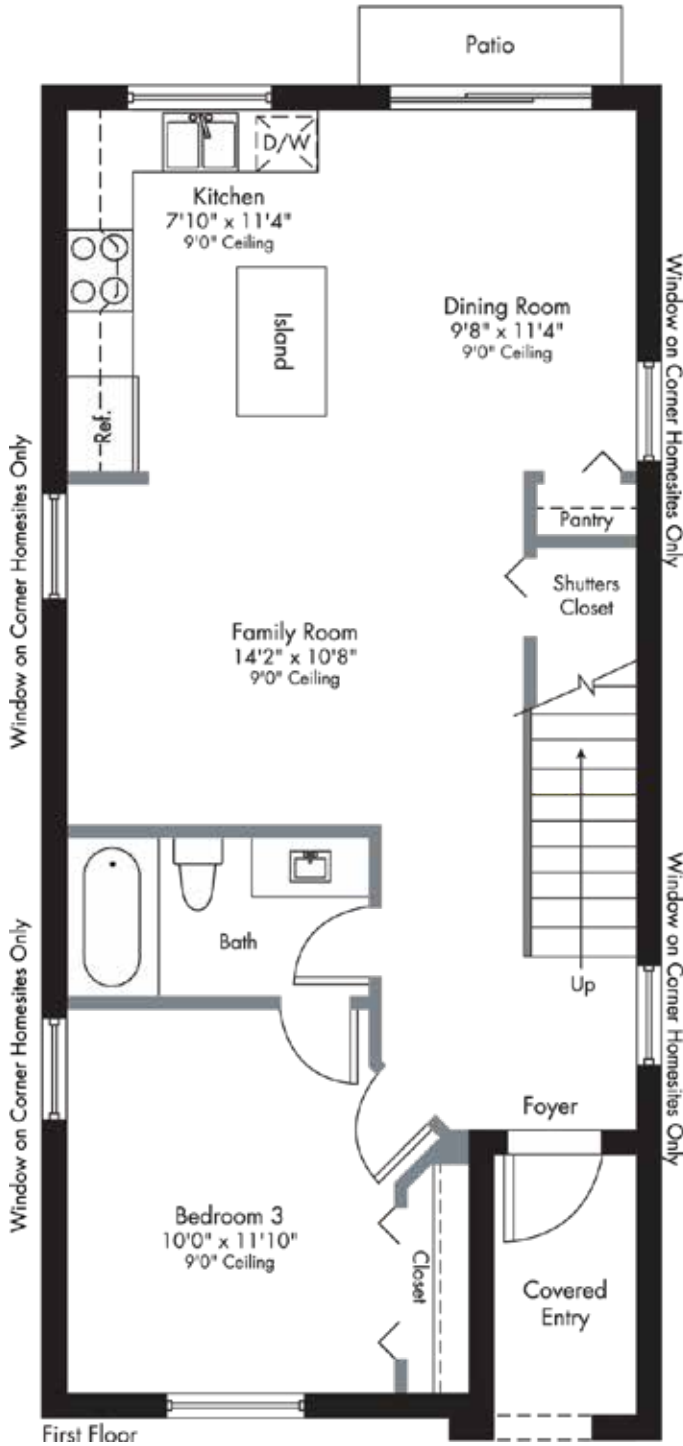 Patio
D/W
Kitchen
7'10" x 11'4"
9'0" Ceiling
Island
Dining Room
9'8" x 11'4"
9'0" Ceiling
Ref.
Window on Corner Homesites Only
Window on Corner Homesites Only
Pantry
Shutters
Closet
Family Room
14'2" x 10'8"
9'0" Ceiling
Bath
Up
Window on Corner Homesites Only
Window on Corner Homesites Only
Foyer
Bedroom 3
10'0" x 11'10"
9'0" Ceiling
Closet
Covered
Entry
First Floor